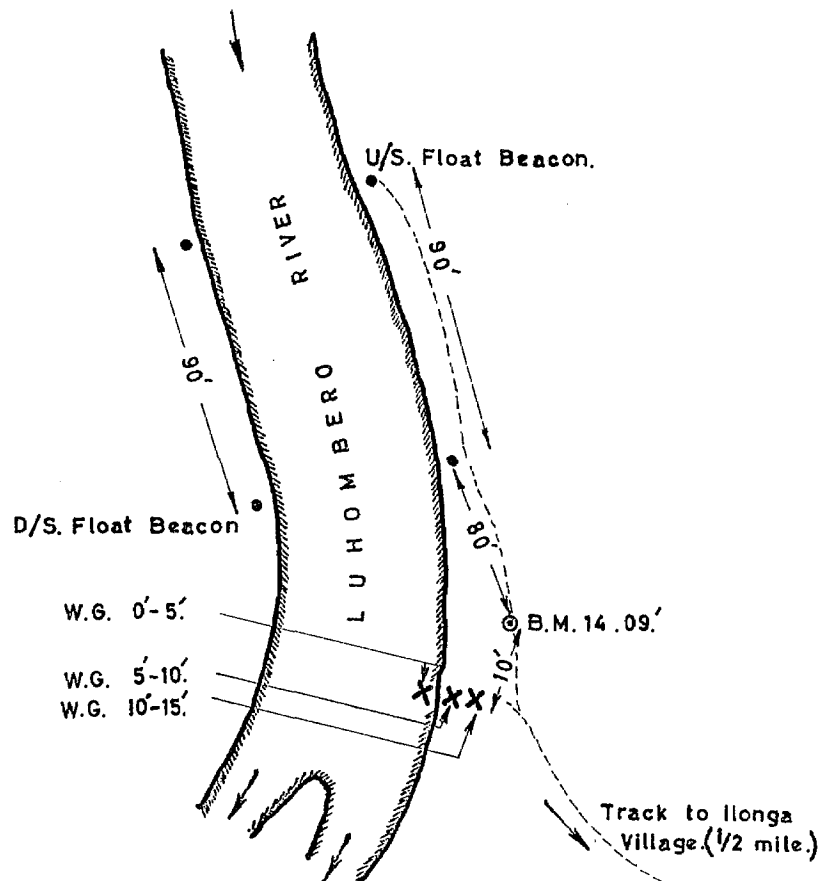 U/S. Float Beacon.
RIVER
90'
90'
LUHOMBERO
D/S. Float Beacon
80'
W.G. 0'-5'.
B.M. 14.09.'
10'
W.G. 5'-10'.
W.G. 10'-15'.
Track to Ilonga
Village.(1/2 mile.)